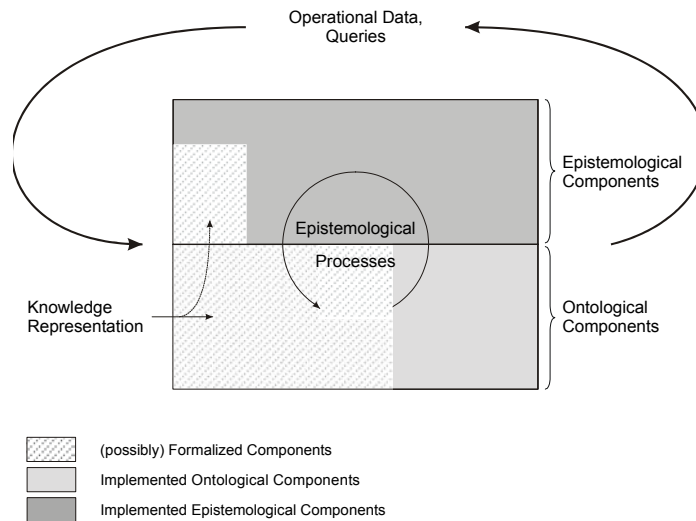 Operational Data,
Queries
Epistemological
Components
Epistemological
Processes
Knowledge
Representation
Ontological
Components
(possibly) Formalized Components
Implemented Ontological Components
Implemented Epistemological Components